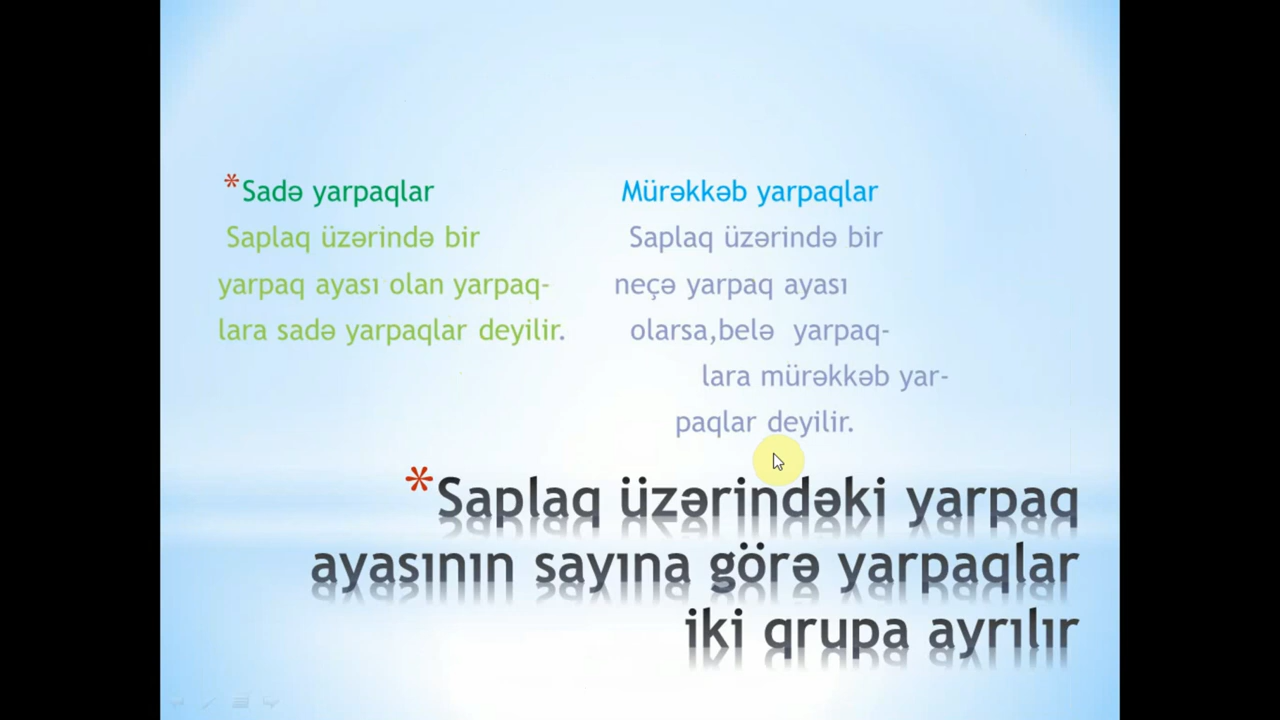 *Sadə yarpaqlar
Saplaq üzərində bir
yarpaq ayası olan yarpaq-
lara sadə yarpaqlar deyilir.
Mürəkkəb yarpaqlar
Saplaq üzərində bir
neçə yarpaq ayası
olarsa,belə yarpaq-
lara mürəkkəb yar-
paqlar deyilir.
*Saplaq üzərindəki yarpaq
ayasının sayına görə yarpaqlar
iki qrupa ayrılır